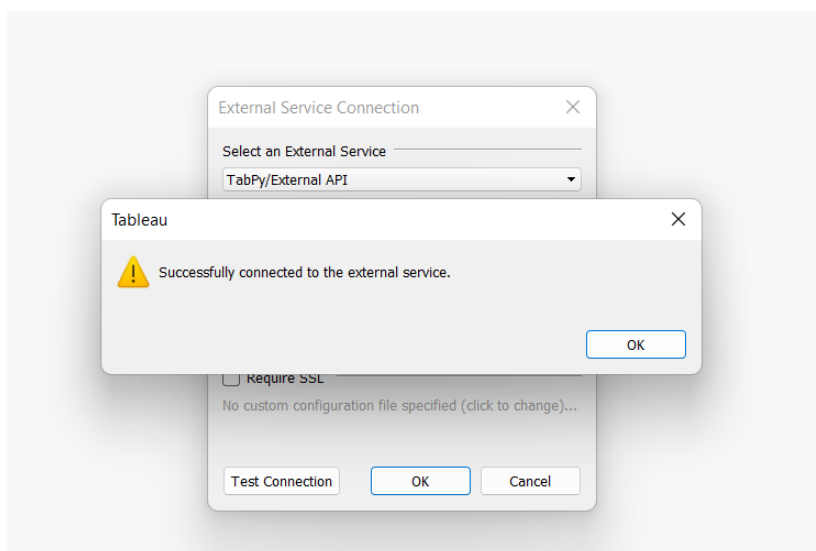 External Service Connection
Select an External Service
TabPy/External API
Tableau
Successfully connected to the external service.
OK
Require SSL
No custom configuration file specified (click to change)...
Test Connection
OK
Cancel